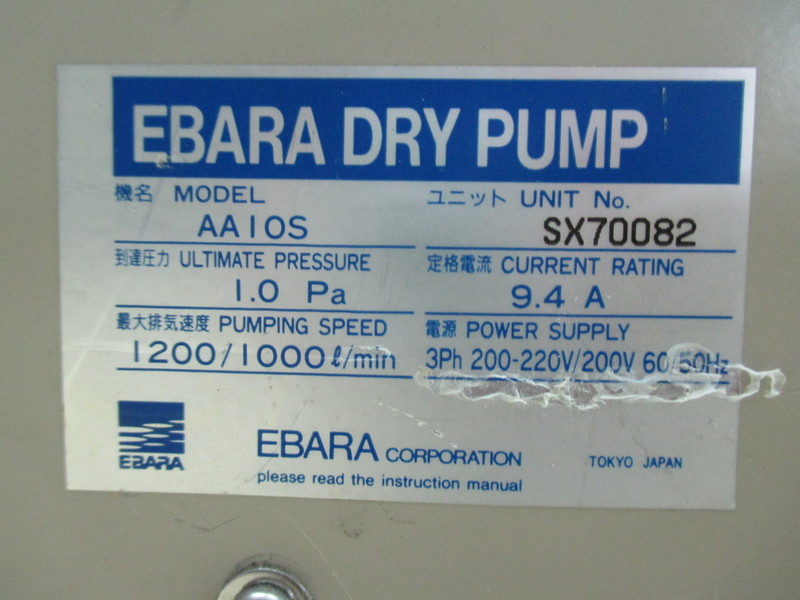 EBARA DRY PUMP
機名 MODEL
AA10S
ユニット UNIT No.
SX70082
到達圧力 ULTIMATE PRESSURE
1.0 Pa
定格電流 CURRENT RATING
9.4 A
最大排気速度 PUMPING SPEED
1200/1000ℓ/min
電源 POWER SUPPLY
3Ph 200-220V/200V 60/50Hz
EBARA
EBARA CORPORATION
TOKYO JAPAN
please read the instruction manual